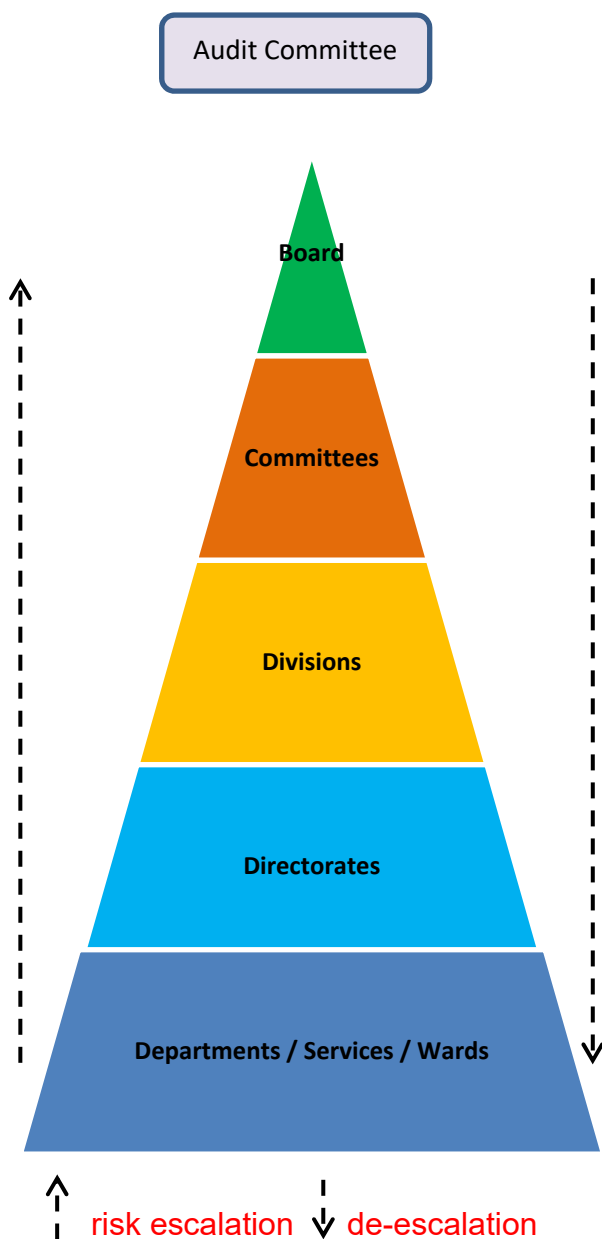 Audit Committee
Board
Committees
Divisions
Directorates
Departments / Services / Wards
risk escalation de-escalation